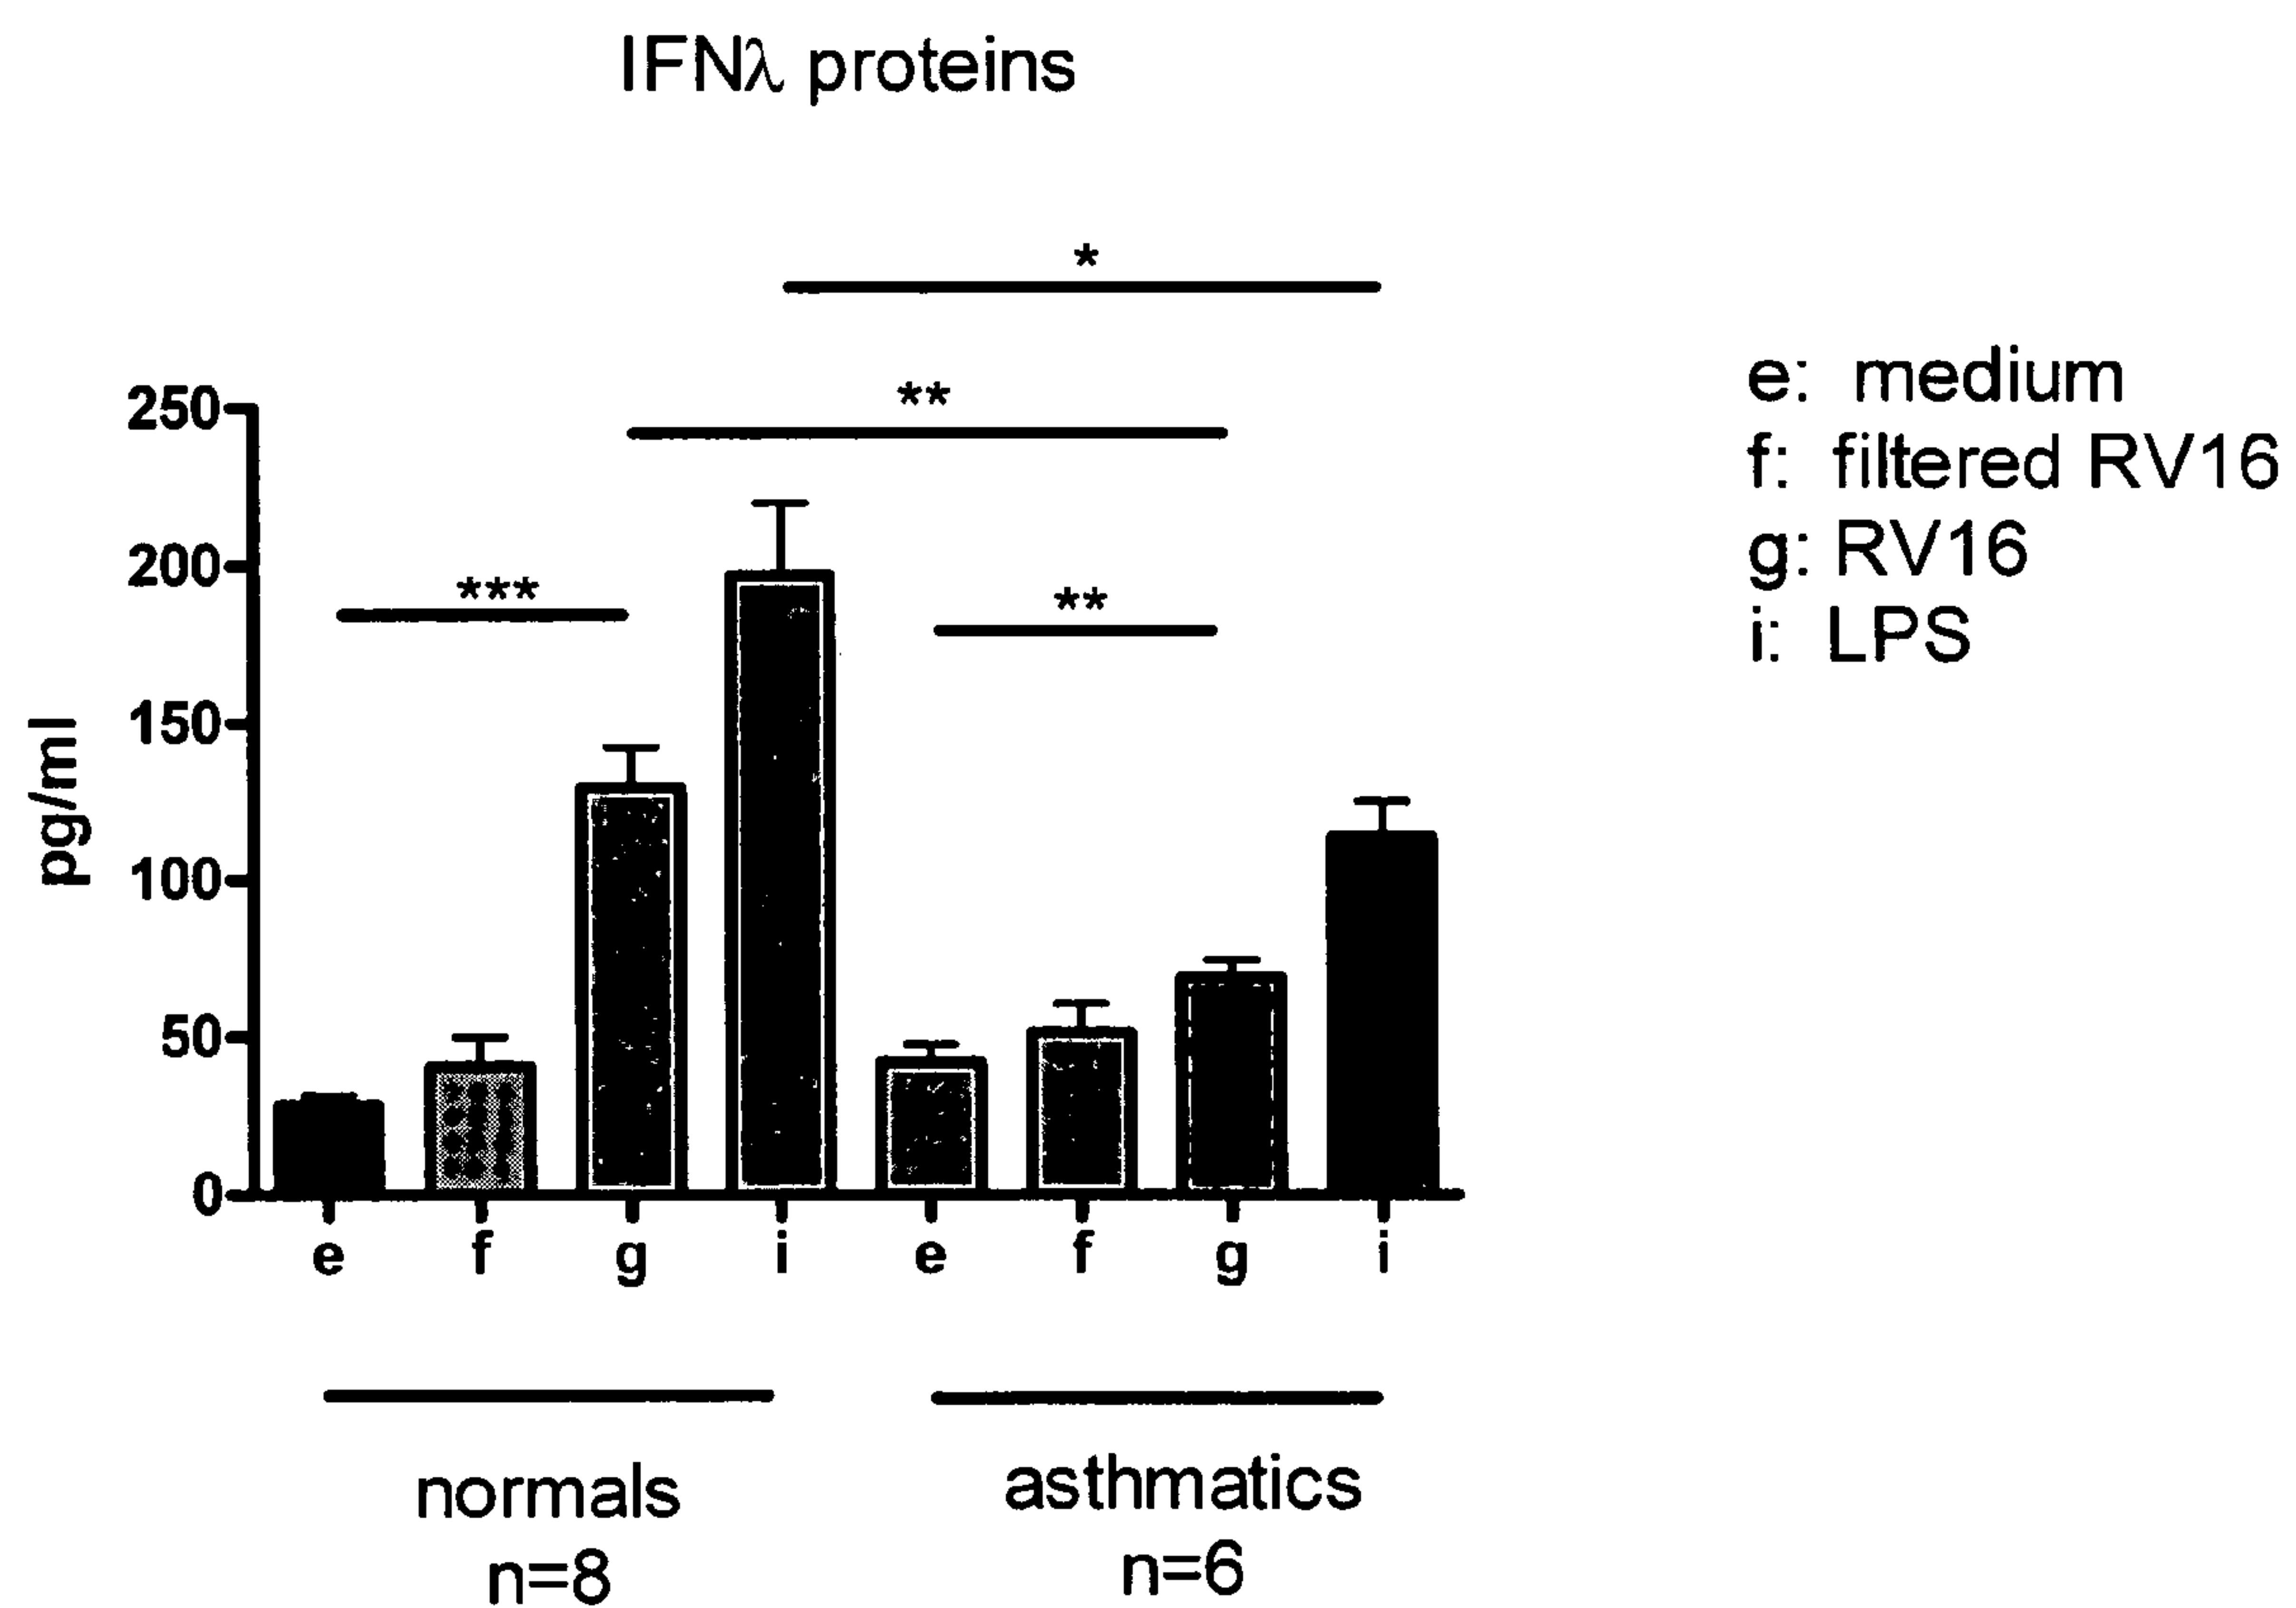 IFNλ proteins
*
**
***
**
e: medium
f: filtered RV16
g: RV16
i: LPS
pg/ml
250
200
150
100
50
0
e f g i e f g i
normals
n=8
asthmatics
n=6